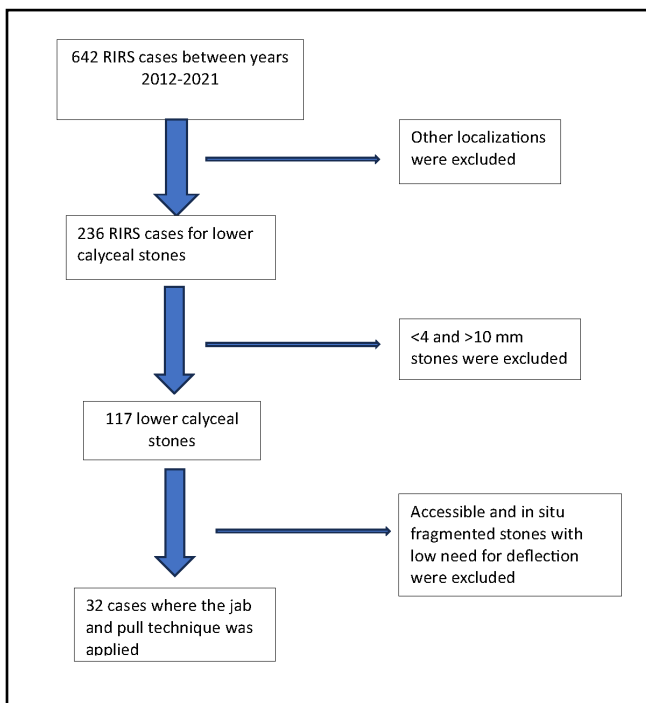 642 RIRS cases between years
2012-2021
Other localizations
were excluded
236 RIRS cases for lower
calyceal stones
<4 and >10 mm
stones were excluded
117 lower calyceal
stones
Accessible and in situ
fragmented stones with
low need for deflection
were excluded
32 cases where the jab
and pull technique was
applied